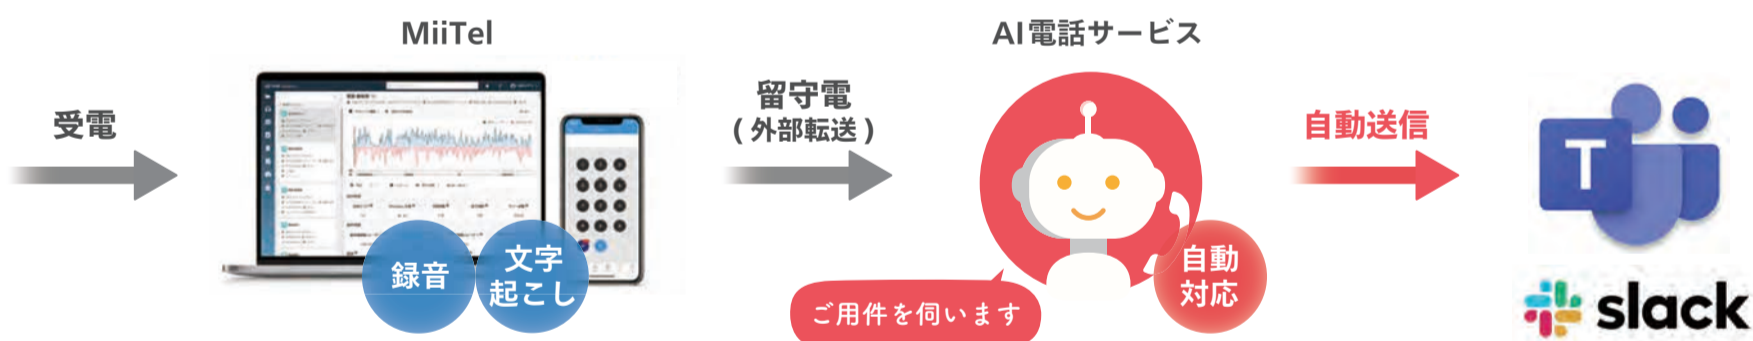 受電
MiiTel
録音
文字
起こし
留守電
(外部転送)
AI電話サービス
ご用件を伺います
自動
対応
自動送信
T
slack